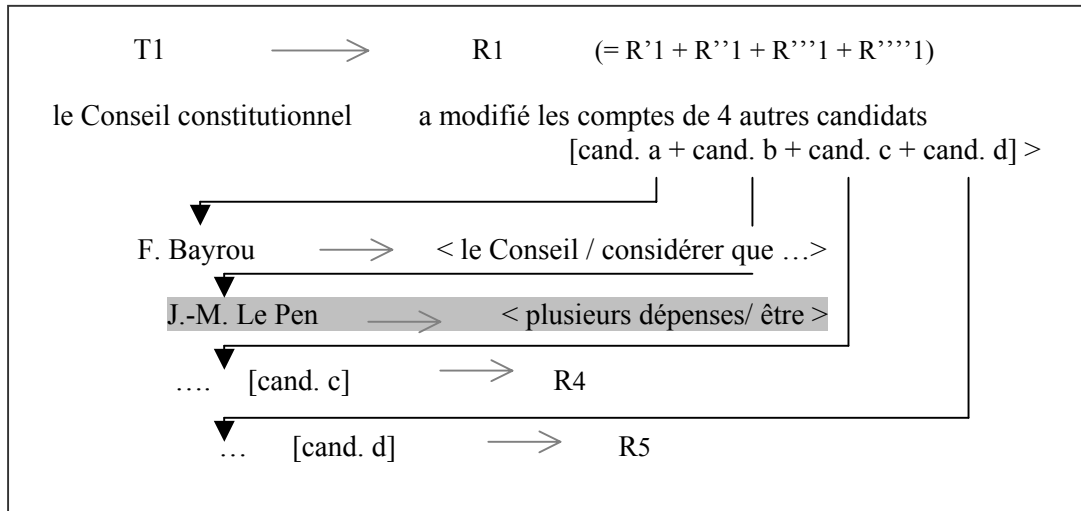 T1 R1 (= R'1 + R''1 + R'''1 + R''''1)
le Conseil constitutionnel a modifié les comptes de 4 autres candidats
[cand. a + cand. b + cand. c + cand. d] >
F. Bayrou < le Conseil / considérer que …>
J.-M. Le Pen < plusieurs dépenses/ être >
…. [cand. c] R4
… [cand. d] R5